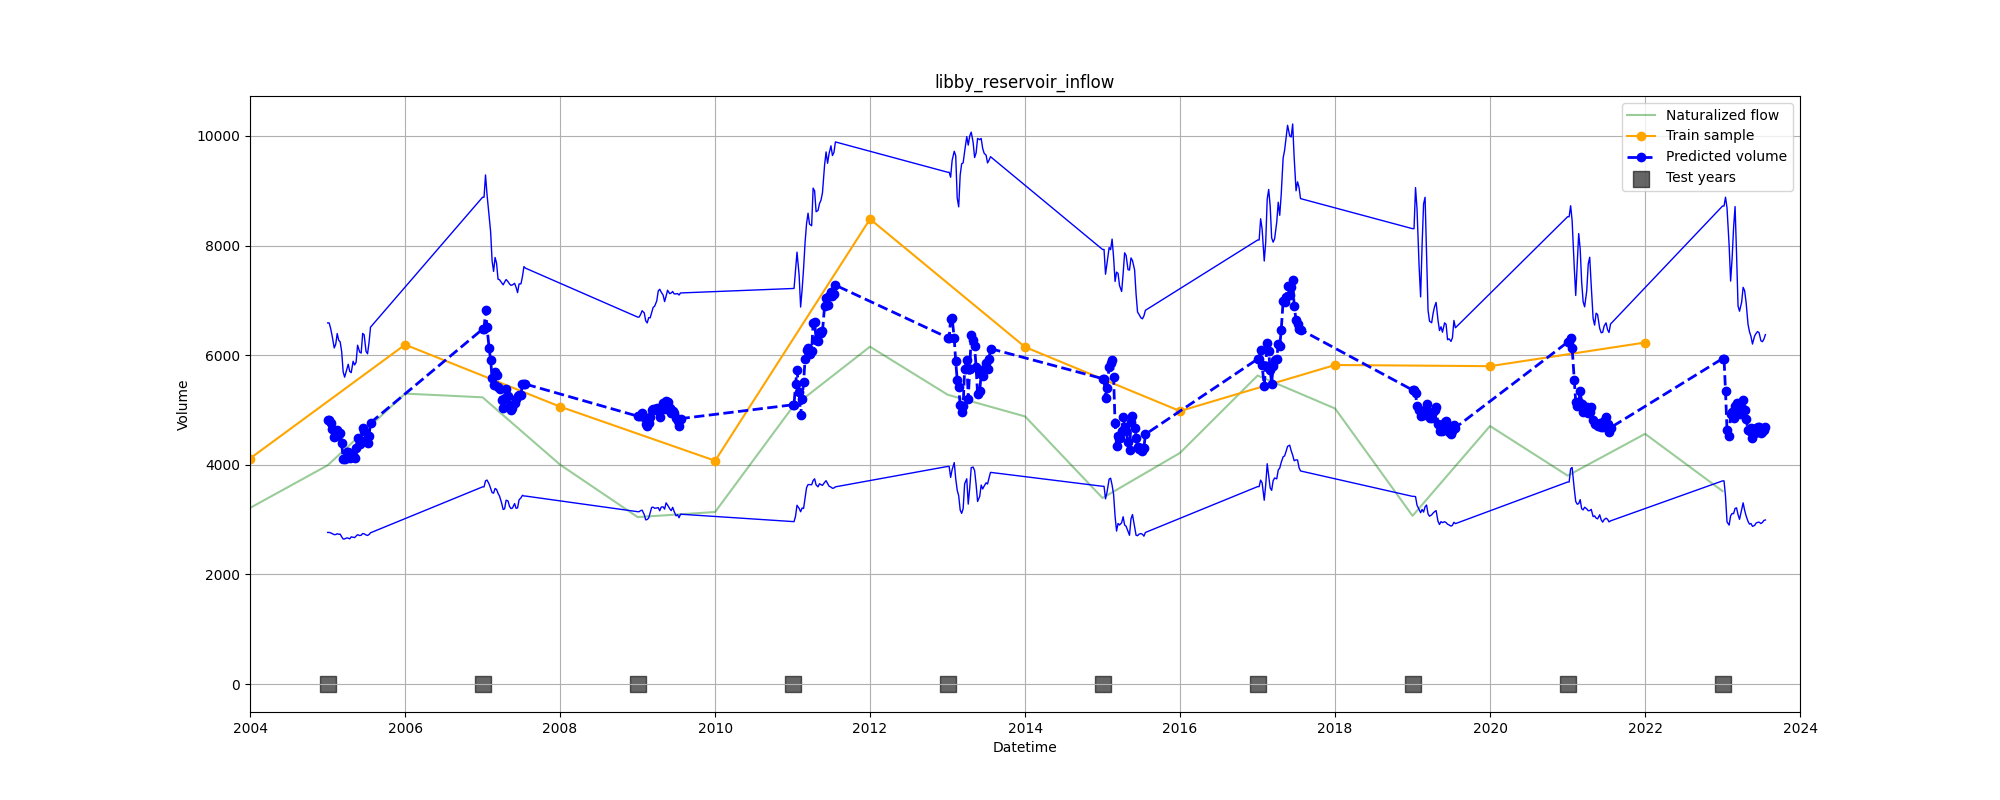 libby_reservoir_inflow
Naturalized flow
Train sample
Predicted volume
Test years
10000
8000
6000
4000
2000
0
Volume
2004 2006 2008 2010 2012 2014 2016 2018 2020 2022 2024
Datetime